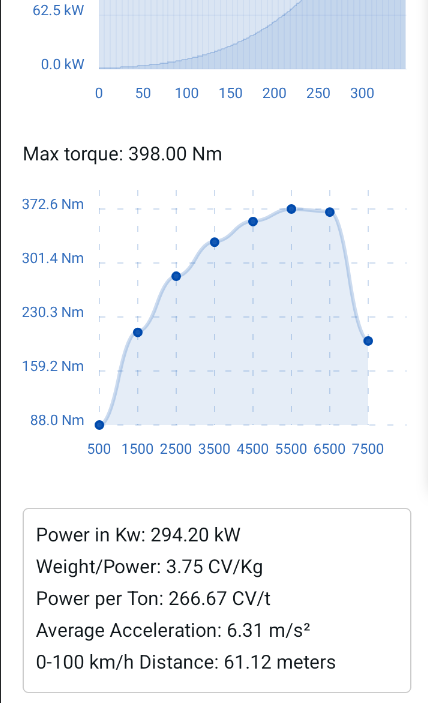 62.5 kW
0.0 kW
0 50 100 150 200 250 300
Max torque: 398.00 Nm
372.6 Nm
301.4 Nm
230.3 Nm
159.2 Nm
88.0 Nm
500 1500 2500 3500 4500 5500 6500 7500
Power in Kw: 294.20 kW
Weight/Power: 3.75 CV/Kg
Power per Ton: 266.67 CV/t
Average Acceleration: 6.31 m/s²
0-100 km/h Distance: 61.12 meters